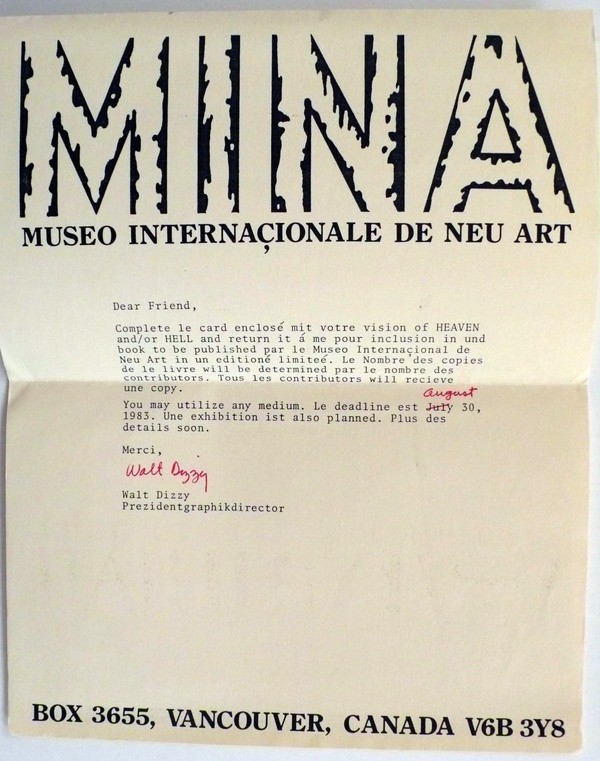 MINA
MUSEO INTERNAÇIONALE DE NEU ART
Dear Friend,
Complete le card enclosé mit votre vision of HEAVEN
and/or HELL and return it á me pour inclusion in und
book to be published par le Museo Internaçional de
Neu Art in un editioné limiteé. Le Nombre des copies
de le livre will be determined par le nombre des
contributors. Tous les contributors will recieve
une copy.
august
You may utilize any medium. Le deadline est July 30,
1983. Une exhibition ist also planned. Plus des
details soon.
Merci,
Walt Dizzy
Walt Dizzy
Prezidentgraphikdirector
BOX 3655, VANCOUVER, CANADA V6B 3Y8